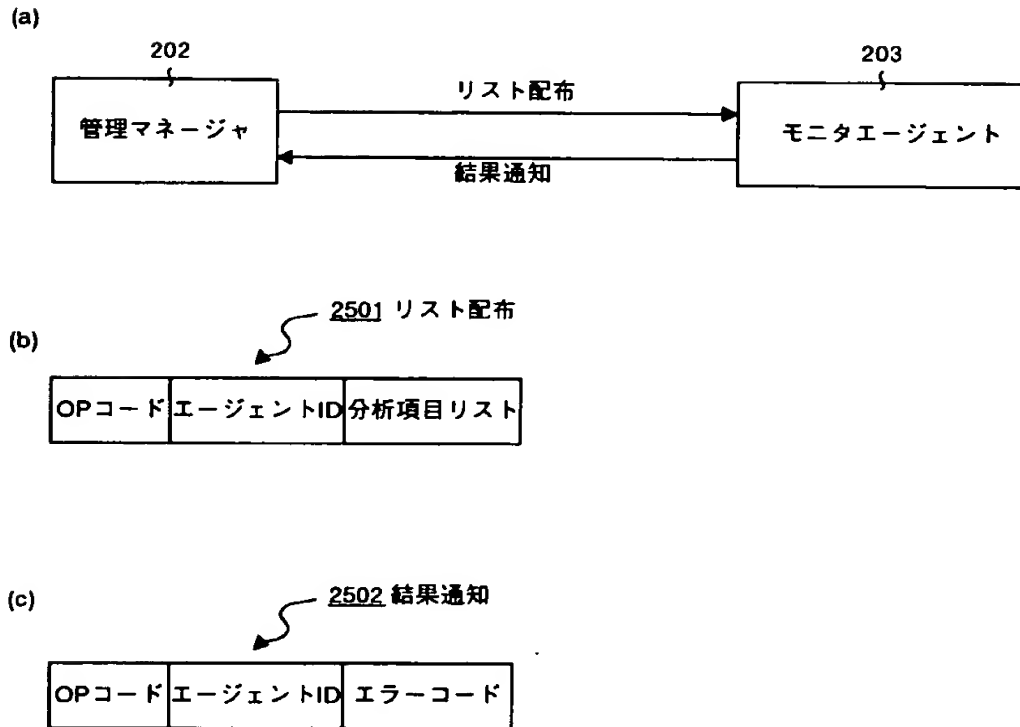 (a)
202
203
管理マネージャ
リスト配布
結果通知
モニタエージェント
(b)
2501 リスト配布
OPコード エージェントID 分析項目リスト
(c)
2502 結果通知
OPコード エージェントID エラーコード